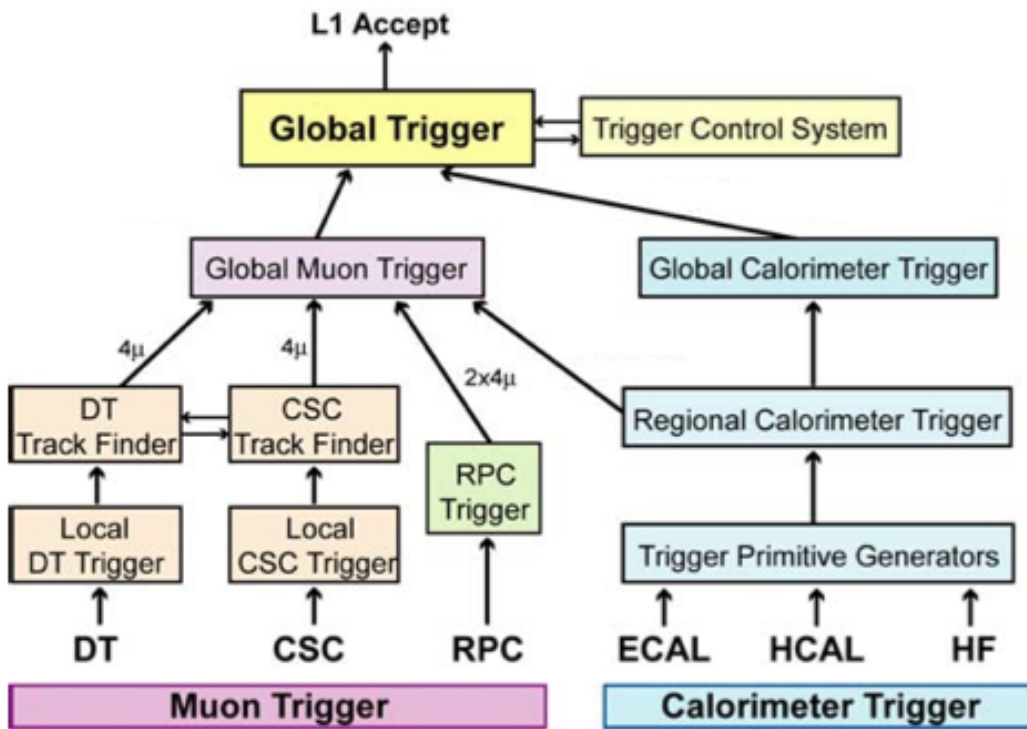 L1 Accept
Global Trigger
Trigger Control System
Global Muon Trigger
Global Calorimeter Trigger
4μ
4μ
2x4μ
DT
Track Finder
CSC
Track Finder
Regional Calorimeter Trigger
RPC
Trigger
Local
DT Trigger
Local
CSC Trigger
Trigger Primitive Generators
DT
CSC
RPC
ECAL
HCAL
HF
Muon Trigger
Calorimeter Trigger